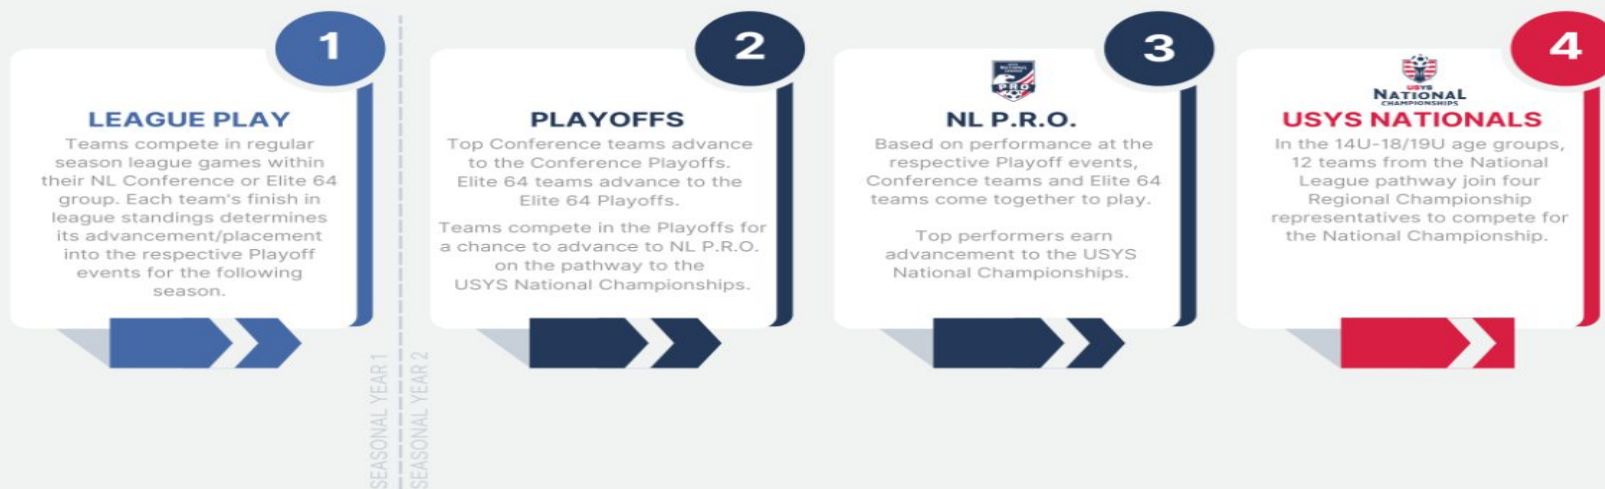 1
LEAGUE PLAY
Teams compete in regular
season league games within
their NL Conference or Elite 64
group. Each team's finish in
league standings determines
its advancement/placement
into the respective Playoff
events for the following
season.
SEASONAL YEAR 1
SEASONAL YEAR 2
2
PLAYOFFS
Top Conference teams advance
to the Conference Playoffs.
Elite 64 teams advance to the
Elite 64 Playoffs.
Teams compete in the Playoffs for
a chance to advance to NL P.R.O.
on the pathway to the
USYS National Championships.
3
PRO
NL P.R.O.
Based on performance at the
respective Playoff events,
Conference teams and Elite 64
teams come together to play.
Top performers earn
advancement to the USYS
National Championships.
4
USYS
NATIONAL
CHAMPIONSHIPS
USYS NATIONALS
In the 14U-18/19U age groups,
12 teams from the National
League pathway join four
Regional Championship
representatives to compete for
the National Championship.